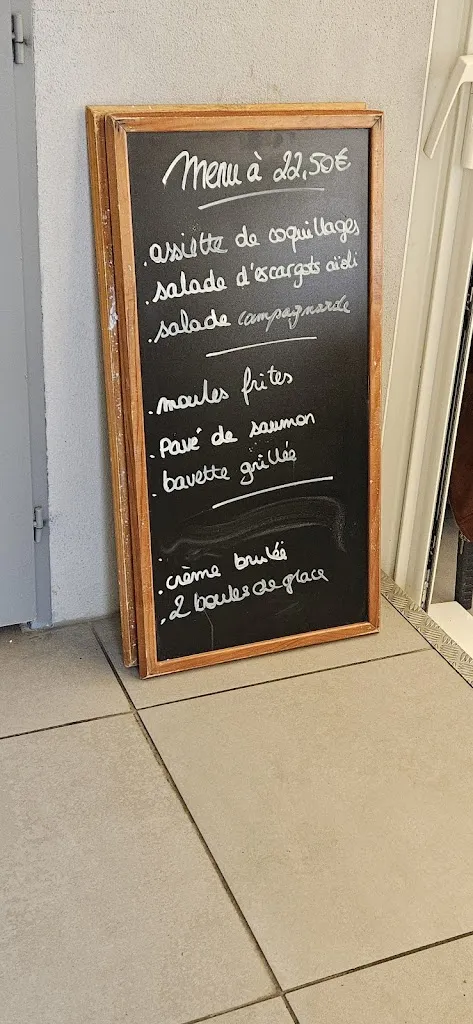 Menu à 22,50€
. assiette de coquillages
. salade d'escargots aïoli
. salade campagnarde
. moules frites
. Pavé de saumon
. bavette grillée
.
. crème brulée
. 2 boules de glace